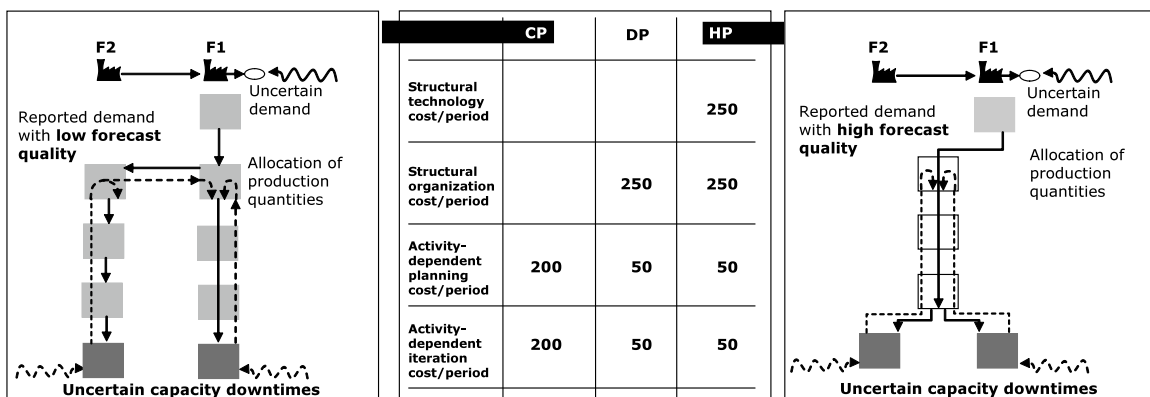 F2 F1
Uncertain
demand
Reported demand
with low forecast
quality
Allocation of
production
quantities
Uncertain capacity downtimes
CP DP HP
Structural
technology
cost/period
250
Structural
organization
cost/period
250 250
Activity-
dependent
planning
cost/period
200 50 50
Activity-
dependent
iteration
cost/period
200 50 50
F2 F1
Uncertain
demand
Reported demand
with high forecast
quality
Allocation of
production
quantities
Uncertain capacity downtimes